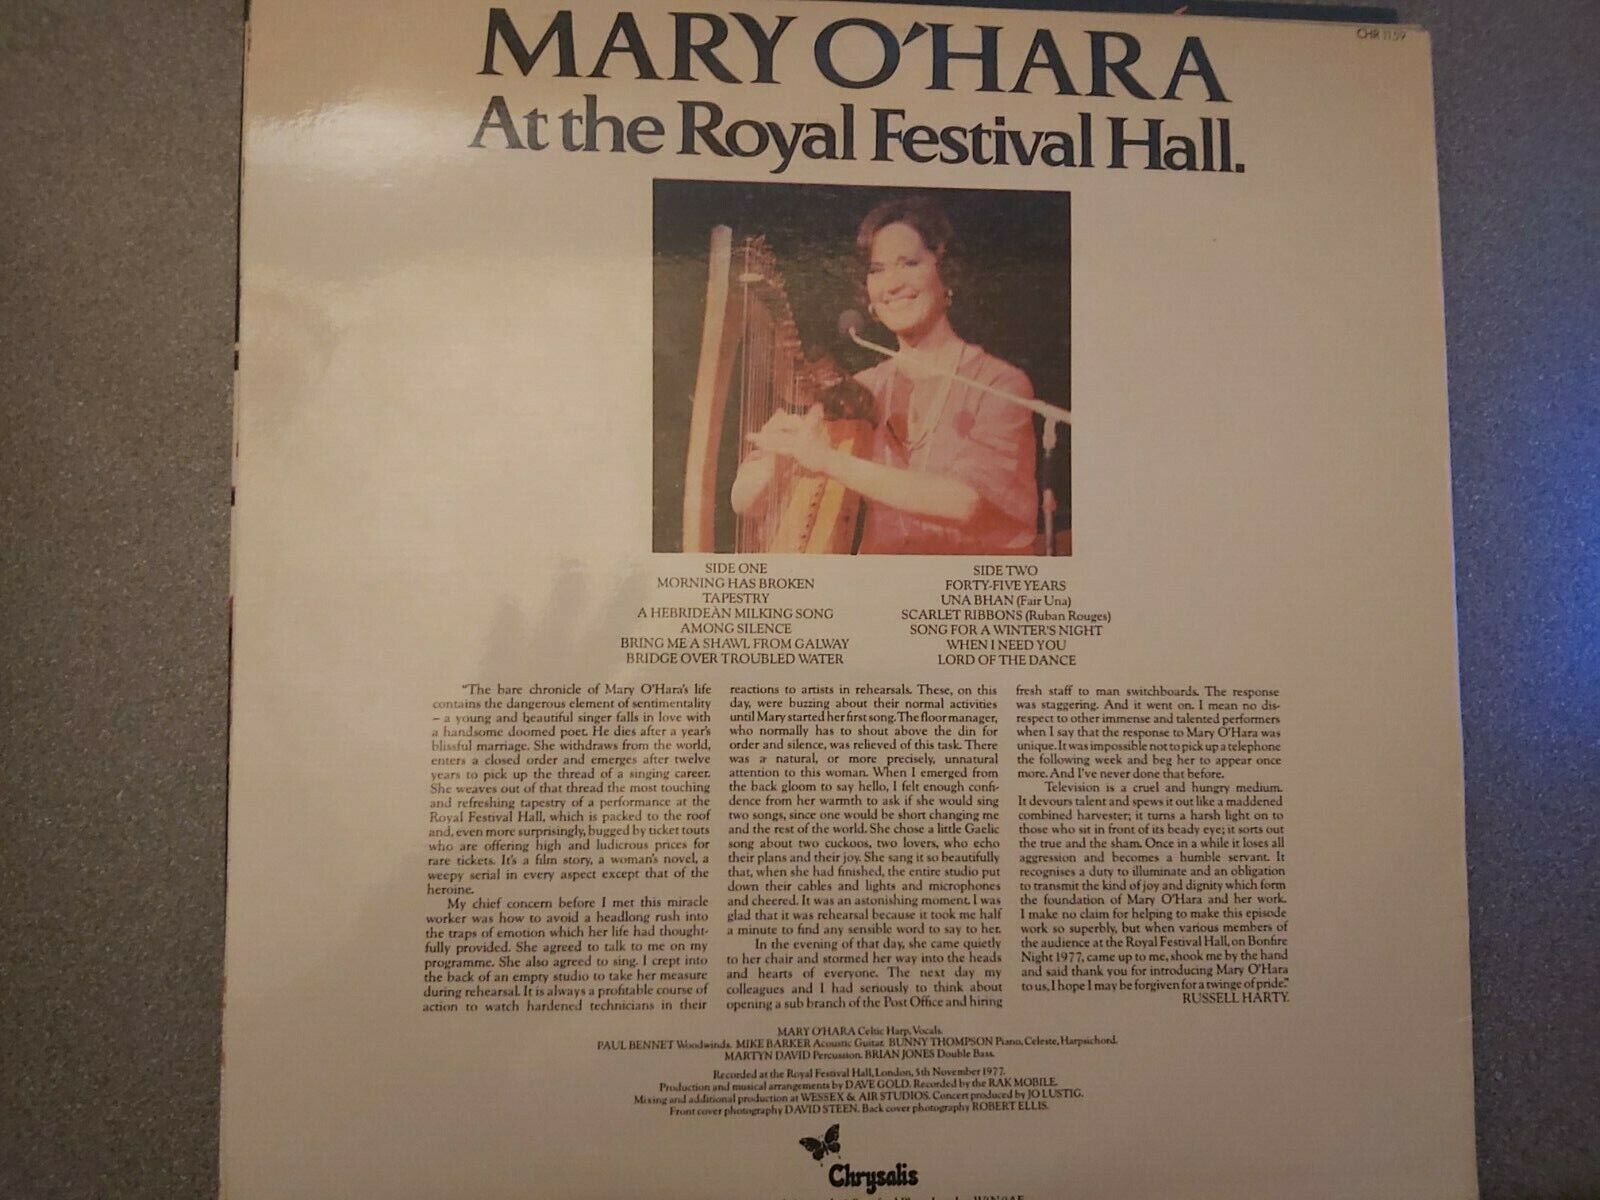 CHR 1159
MARY O'HARA
At the Royal Festival Hall.
SIDE ONE
MORNING HAS BROKEN
TAPESTRY
A HEBRIDEAN MILKING SONG
AMONG SILENCE
BRING ME A SHAWL FROM GALWAY
BRIDGE OVER TROUBLED WATER
SIDE TWO
FORTY-FIVE YEARS
UNA BHAN (Fair Una)
SCARLET RIBBONS (Ruban Rouges)
SONG FOR A WINTER'S NIGHT
WHEN I NEED YOU
LORD OF THE DANCE
"The bare chronicle of Mary O'Hara's life
contains the dangerous element of sentimentality
– a young and beautiful singer falls in love with
a handsome doomed poet. He dies after a year's
blissful marriage. She withdraws from the world,
enters a closed order and emerges after twelve
years to pick up the thread of a singing career.
She weaves out of that thread the most touching
and refreshing tapestry of a performance at the
Royal Festival Hall, which is packed to the roof
and, even more surprisingly, bugged by ticket touts
who are offering high and ludicrous prices for
rare tickets. It's a film story, a woman's novel, a
weepy serial in every aspect except that of the
heroine.
My chief concern before I met this miracle
worker was how to avoid a headlong rush into
the traps of emotion which her life had thought-
fully provided. She agreed to talk to me on my
programme. She also agreed to sing. I crept into
the back of an empty studio to take her measure
during rehearsal. It is always a profitable course of
action to watch hardened technicians in their
reactions to artists in rehearsals. These, on this
day, were buzzing about their normal activities
until Mary started her first song. The floor manager,
who normally has to shout above the din for
order and silence, was relieved of this task. There
was a natural, or more precisely, unnatural
attention to this woman. When I emerged from
the back gloom to say hello, I felt enough confi-
dence from her warmth to ask if she would sing
two songs, since one would be short changing me
and the rest of the world. She chose a little Gaelic
song about two cuckoos, two lovers, who echo
their plans and their joy. She sang it so beautifully
that, when she had finished, the entire studio put
down their cables and lights and microphones
and cheered. It was an astonishing moment. I was
glad that it was rehearsal because it took me half
a minute to find any sensible word to say to her.
In the evening of that day, she came quietly
to her chair and stormed her way into the heads
and hearts of everyone. The next day my
colleagues and I had seriously to think about
opening a sub branch of the Post Office and hiring
fresh staff to man switchboards. The response
was staggering. And it went on. I mean no dis-
respect to other immense and talented performers
when I say that the response to Mary O'Hara was
unique. It was impossible not to pick up a telephone
the following week and beg her to appear once
more. And I've never done that before.
Television is a cruel and hungry medium.
It devours talent and spews it out like a maddened
combined harvester; it turns a harsh light on to
those who sit in front of its beady eye; it sorts out
the true and the sham. Once in a while it loses all
aggression and becomes a humble servant. It
recognises a duty to illuminate and an obligation
to transmit the kind of joy and dignity which form
the foundation of Mary O'Hara and her work.
I make no claim for helping to make this episode
work so superbly, but when various members of
the audience at the Royal Festival Hall, on Bonfire
Night 1977, came up to me, shook me by the hand
and said thank you for introducing Mary O'Hara
to us, I hope I may be forgiven for a twinge of pride."
RUSSELL HARTY.
MARY O'HARA Celtic Harp, Vocals.
PAUL BENNET Woodwinds. MIKE BARKER Acoustic Guitar. BUNNY THOMPSON Piano, Celeste, Harpsichord.
MARTYN DAVID Percussion. BRIAN JONES Double Bass.
Recorded at the Royal Festival Hall, London, 5th November 1977.
Production and musical arrangements by DAVE GOLD. Recorded by the RAK MOBILE.
Mixing and additional production at WESSEX & AIR STUDIOS. Concert produced by JO LUSTIG.
Front cover photography DAVID STEEN. Back cover photography ROBERT ELLIS.
Chrysalis